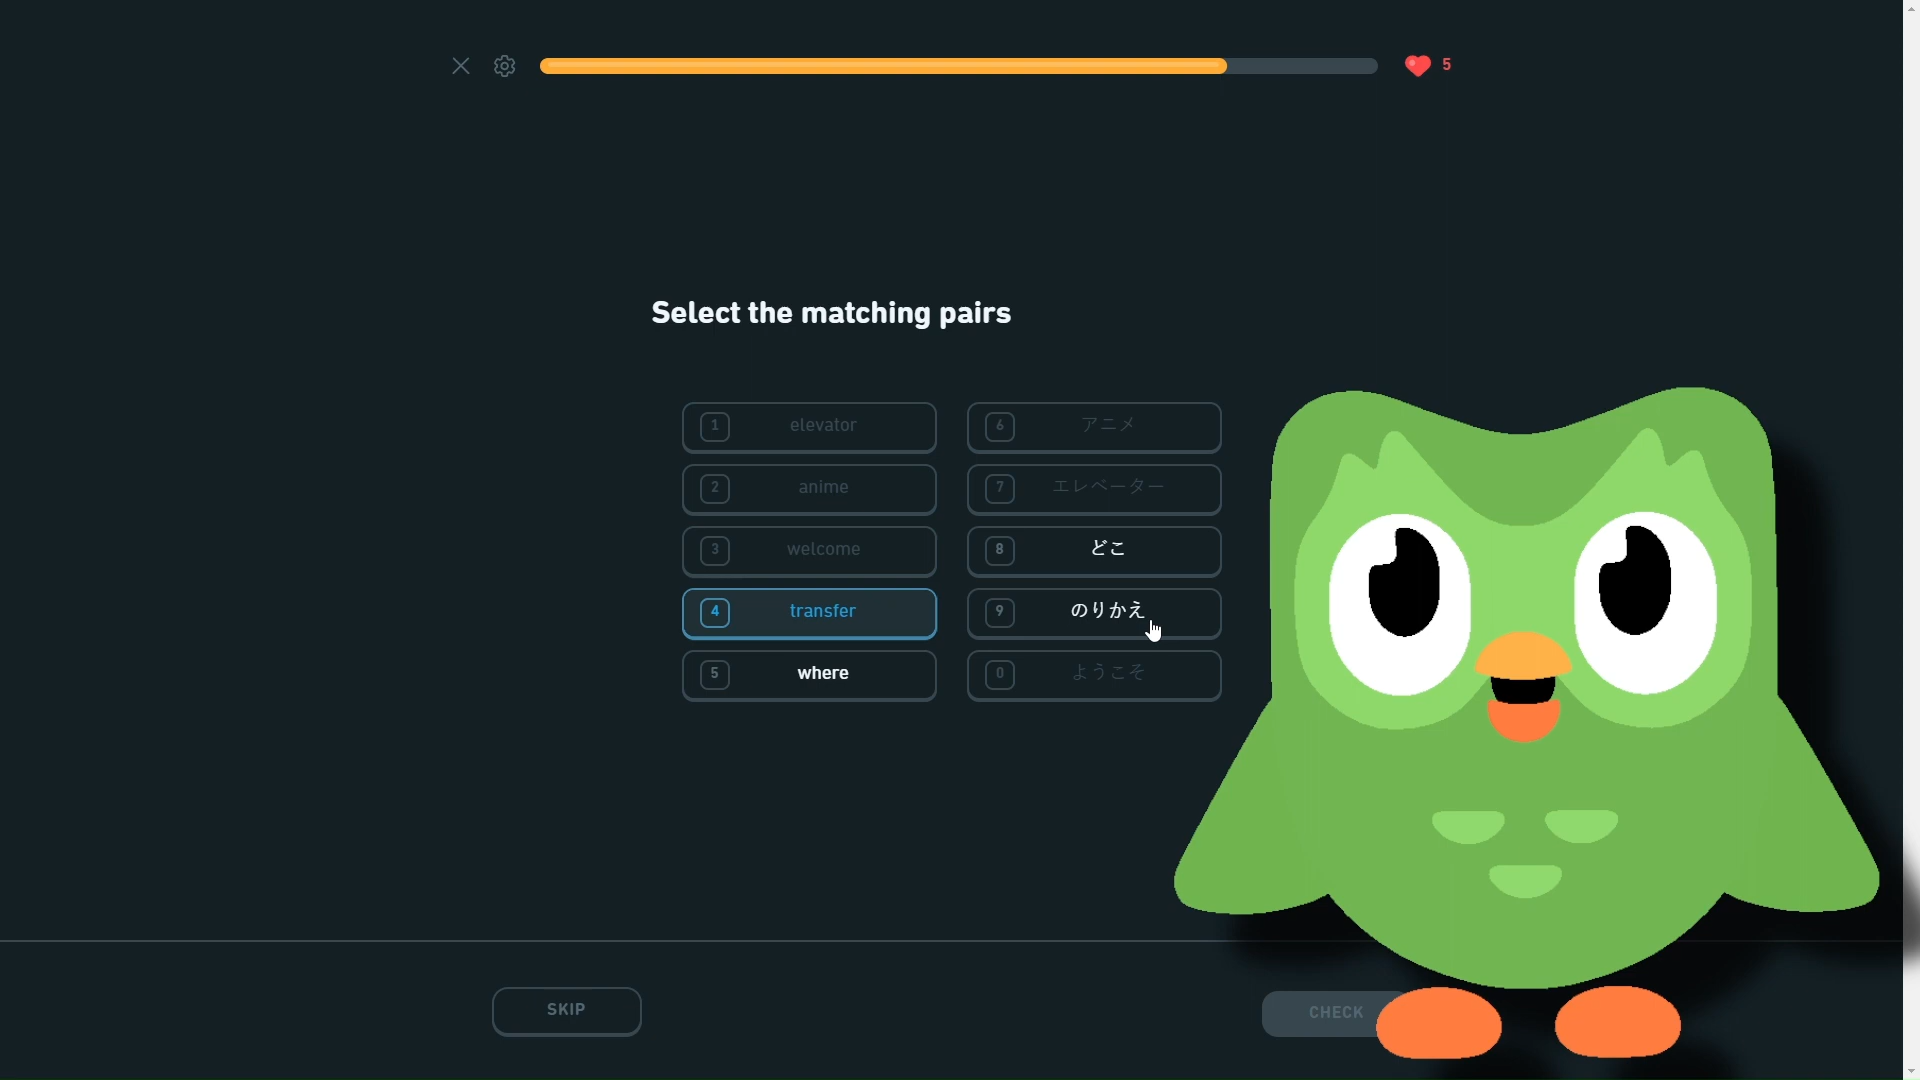 5
Select the matching pairs
1 elevator
6 アニメ
2 anime
7 エレベーター
3 welcome
8 どこ
4 transfer
9 のりかえ
5 where
0 ようこそ
SKIP
CHECK